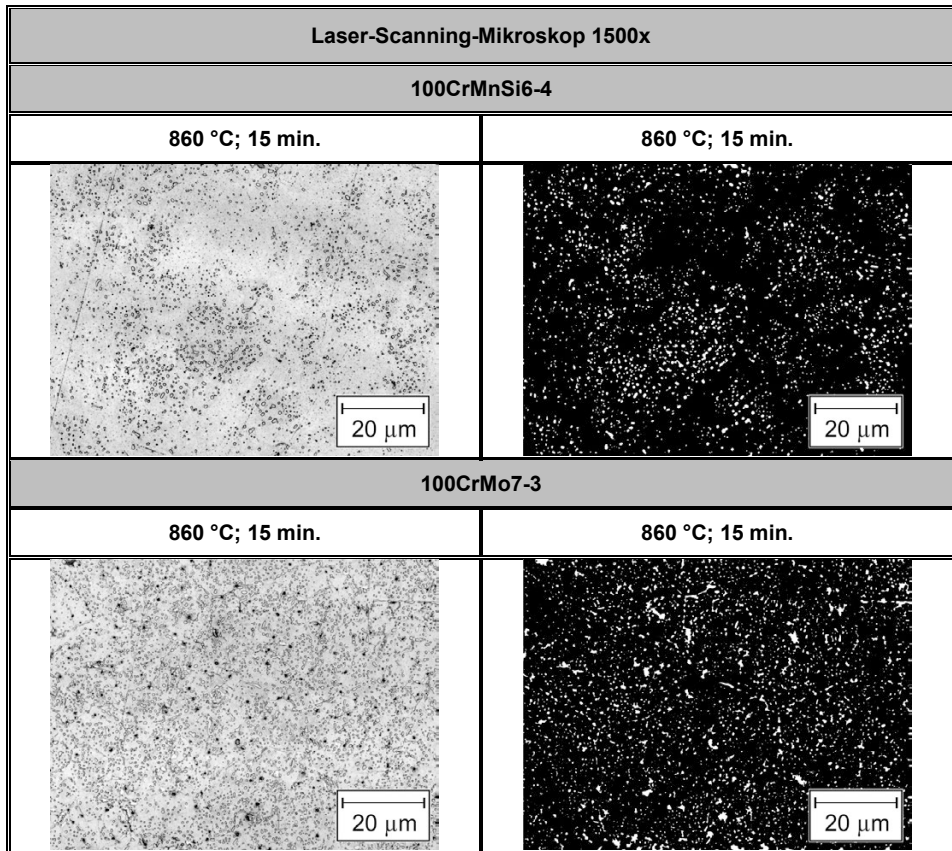 Laser-Scanning-Mikroskop 1500x
100CrMnSi6-4
860 °C; 15 min.
860 °C; 15 min.
20 μm
20 μm
100CrMo7-3
860 °C; 15 min.
860 °C; 15 min.
20 μm
20 μm